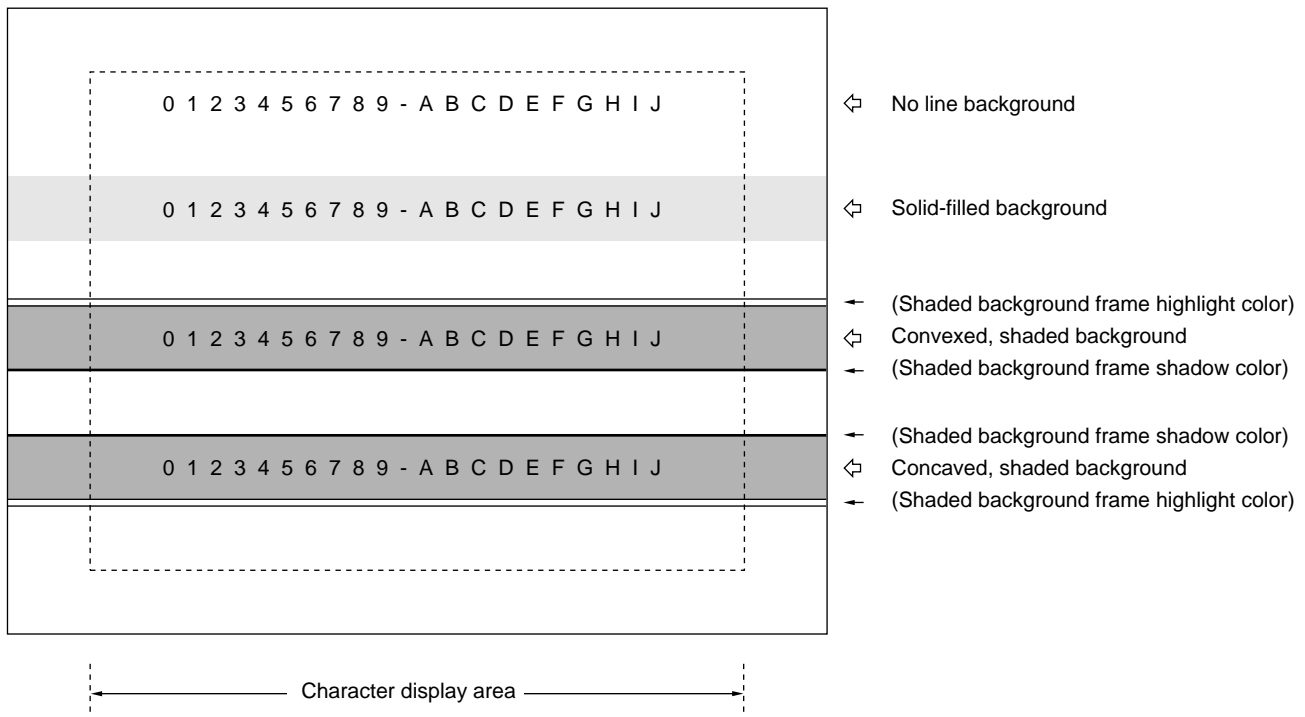 0 1 2 3 4 5 6 7 8 9 - A B C D E F G H I J
No line background
0 1 2 3 4 5 6 7 8 9 - A B C D E F G H I J
Solid-filled background
(Shaded background frame highlight color)
0 1 2 3 4 5 6 7 8 9 - A B C D E F G H I J
Convexed, shaded background
(Shaded background frame shadow color)
(Shaded background frame shadow color)
0 1 2 3 4 5 6 7 8 9 - A B C D E F G H I J
Concaved, shaded background
(Shaded background frame highlight color)
Character display area